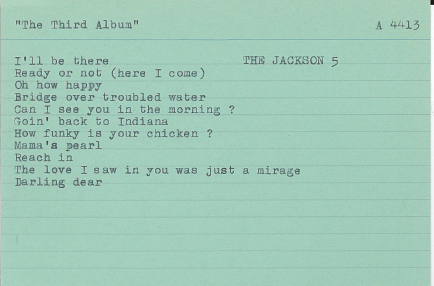 "The Third Album" A 4413
I'll be there THE JACKSON 5
Ready or not (here I come)
Oh how happy
Bridge over troubled water
Can I see you in the morning ?
Goin' back to Indiana
How funky is your chicken ?
Mama's pearl
Reach in
The love I saw in you was just a mirage
Darling dear